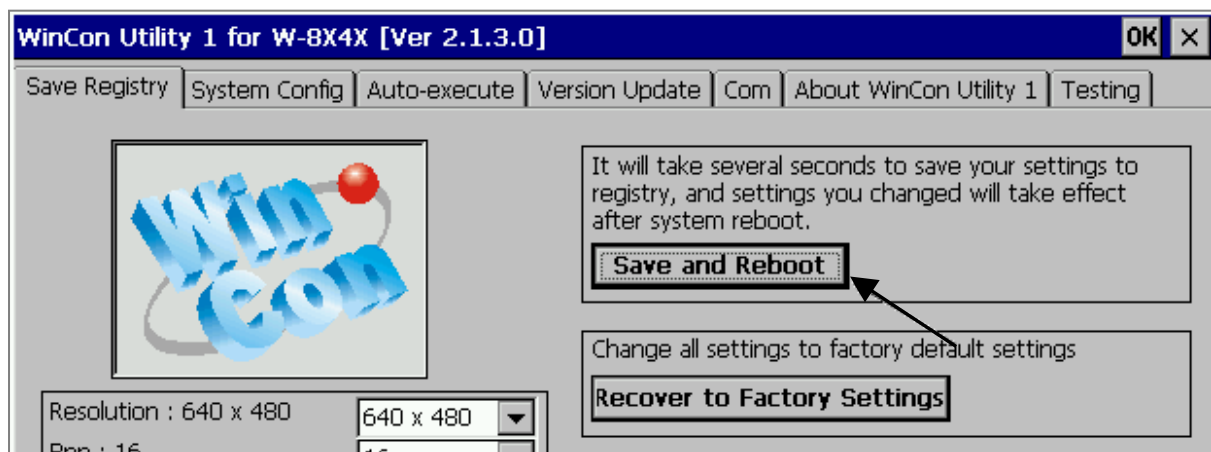 WinCon Utility 1 for W-8X4X [Ver 2.1.3.0] OK ×
Save Registry System Config Auto-execute Version Update Com About WinCon Utility 1 Testing
Win
Con
It will take several seconds to save your settings to
registry, and settings you changed will take effect
after system reboot.
Save and Reboot
Change all settings to factory default settings
Recover to Factory Settings
Resolution : 640 x 480 640 x 480